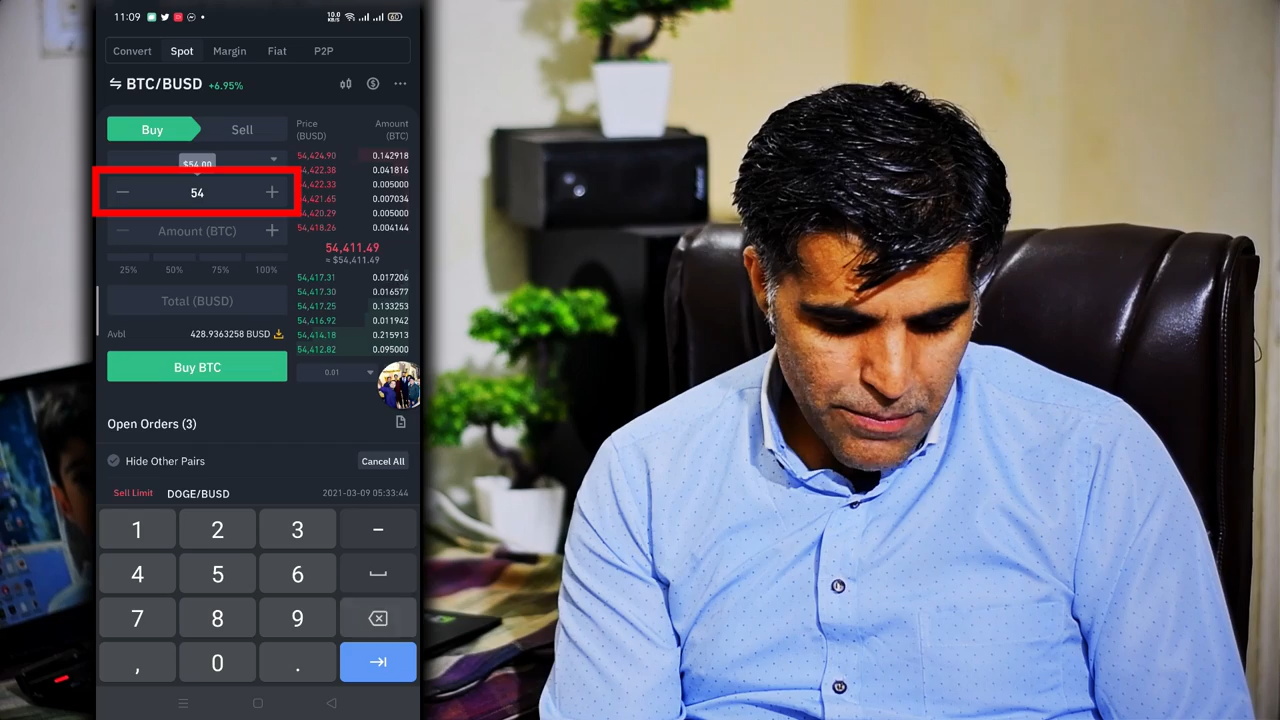 11:09
10.0 KB/S
60
Convert Spot Margin Fiat P2P
BTC/BUSD +6.95%
Buy Sell
Price (BUSD) Amount (BTC)
$54.00
54
Amount (BTC)
25% 50% 75% 100%
Total (BUSD)
Avbl 428.9363258 BUSD
Buy BTC
54,424.90 0.142918
54,422.38 0.041816
54,422.33 0.005000
54,421.65 0.007034
54,420.29 0.005000
54,418.26 0.004144
54,411.49
≈ $54,411.49
54,417.31 0.017206
54,417.30 0.016577
54,417.25 0.133253
54,416.92 0.011942
54,414.18 0.215913
54,412.82 0.095000
0.01
Open Orders (3)
Hide Other Pairs Cancel All
Sell Limit DOGE/BUSD 2021-03-09 05:33:44
1 2 3 -
4 5 6
7 8 9
, 0 .